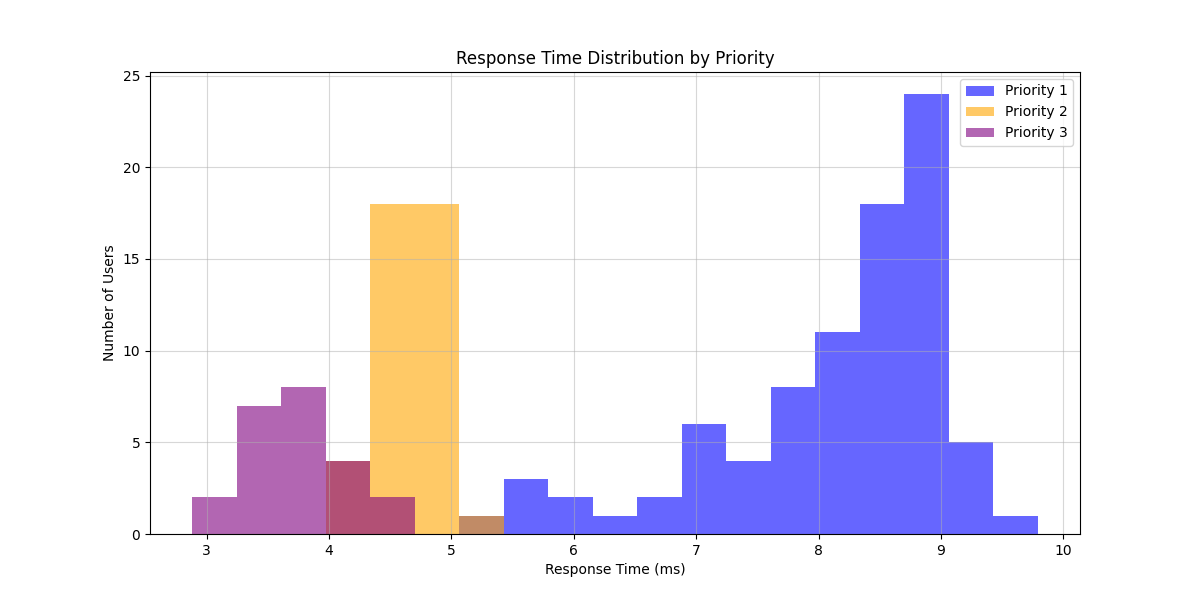 Response Time Distribution by Priority
Number of Users
25
20
15
10
5
0
Priority 1
Priority 2
Priority 3
3 4 5 6 7 8 9 10
Response Time (ms)